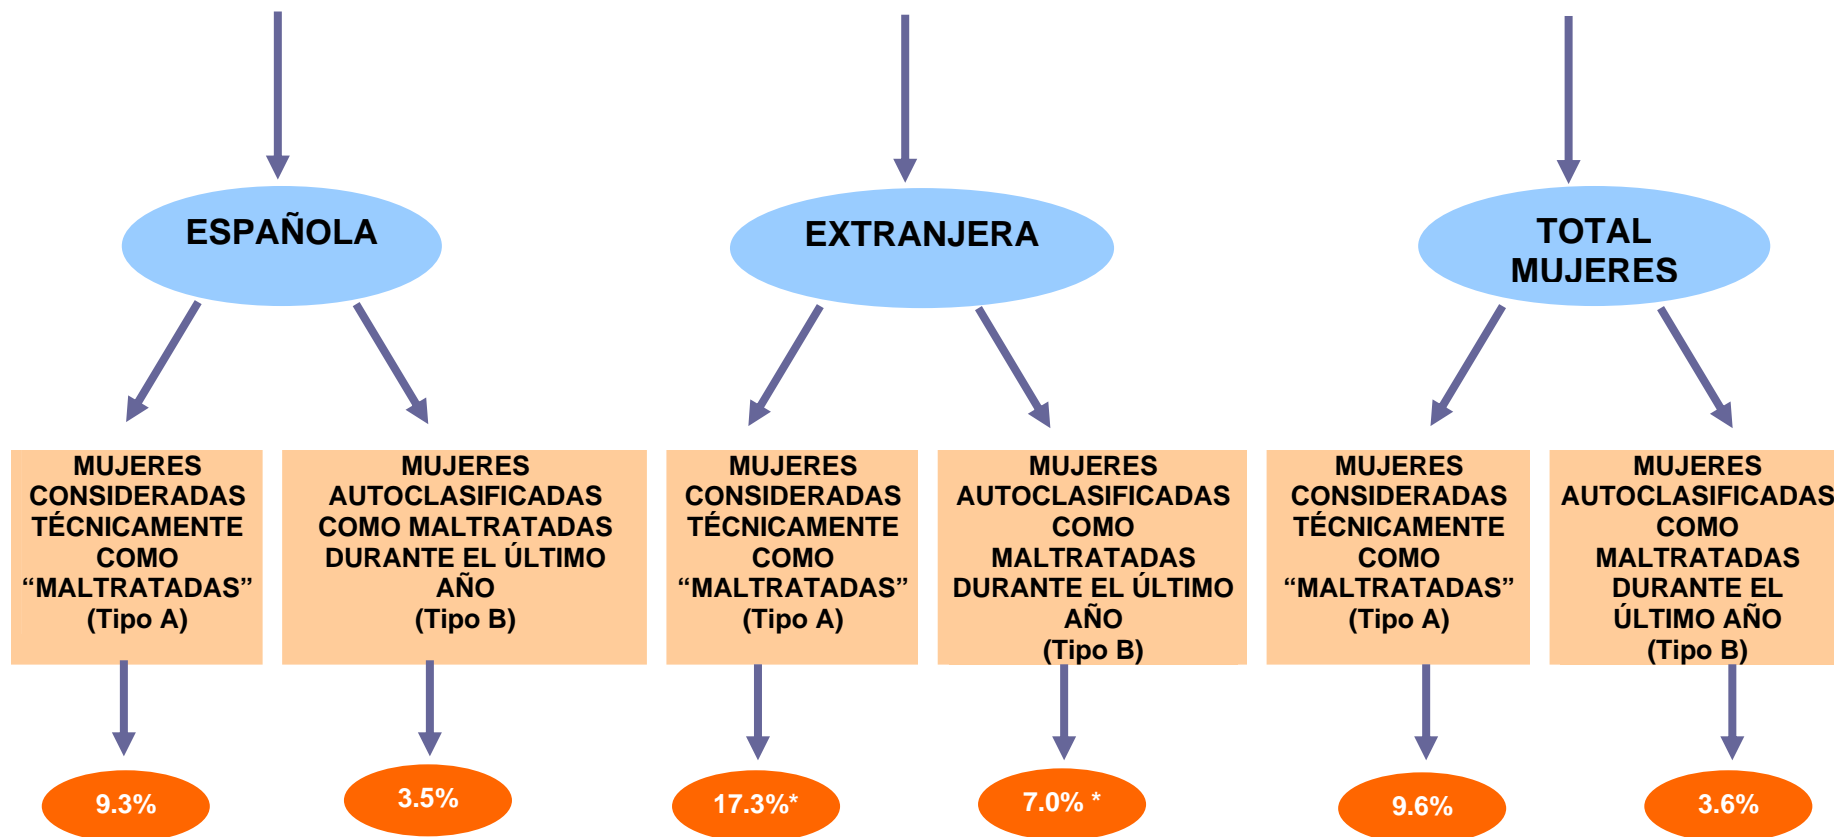 ESPAÑOLA
EXTRANJERA
TOTAL
MUJERES
MUJERES
CONSIDERADAS
TÉCNICAMENTE
COMO
“MALTRATADAS”
(Tipo A)
MUJERES
AUTOCLASIFICADAS
COMO MALTRATADAS
DURANTE EL ÚLTIMO
AÑO
(Tipo B)
MUJERES
CONSIDERADAS
TÉCNICAMENTE
COMO
“MALTRATADAS”
(Tipo A)
MUJERES
AUTOCLASIFICADAS
COMO
MALTRATADAS
DURANTE EL ÚLTIMO
AÑO
(Tipo B)
MUJERES
CONSIDERADAS
TÉCNICAMENTE
COMO
“MALTRATADAS”
(Tipo A)
MUJERES
AUTOCLASIFICADAS
COMO
MALTRATADAS
DURANTE EL
ÚLTIMO AÑO
(Tipo B)
9.3%
3.5%
17.3%*
7.0% *
9.6%
3.6%